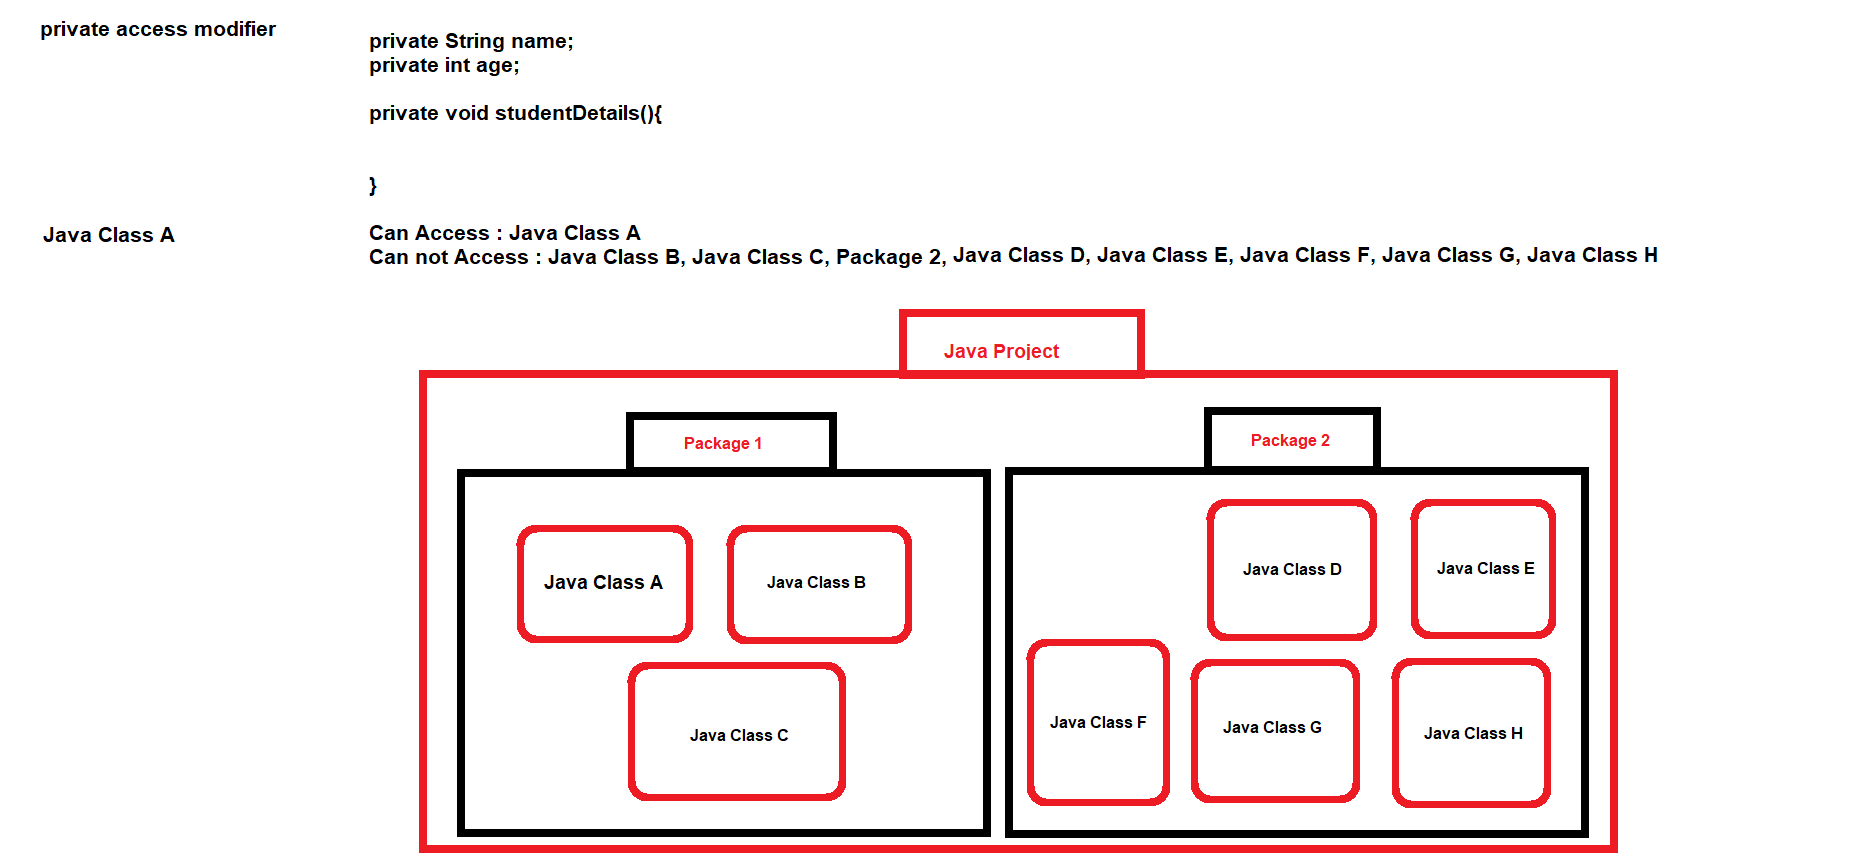 private access modifier
private String name;
private int age;
private void studentDetails(){
}
Java Class A
Can Access : Java Class A
Can not Access : Java Class B, Java Class C, Package 2, Java Class D, Java Class E, Java Class F, Java Class G, Java Class H
Java Project
Package 1
Package 2
Java Class A
Java Class B
Java Class C
Java Class D
Java Class E
Java Class F
Java Class G
Java Class H